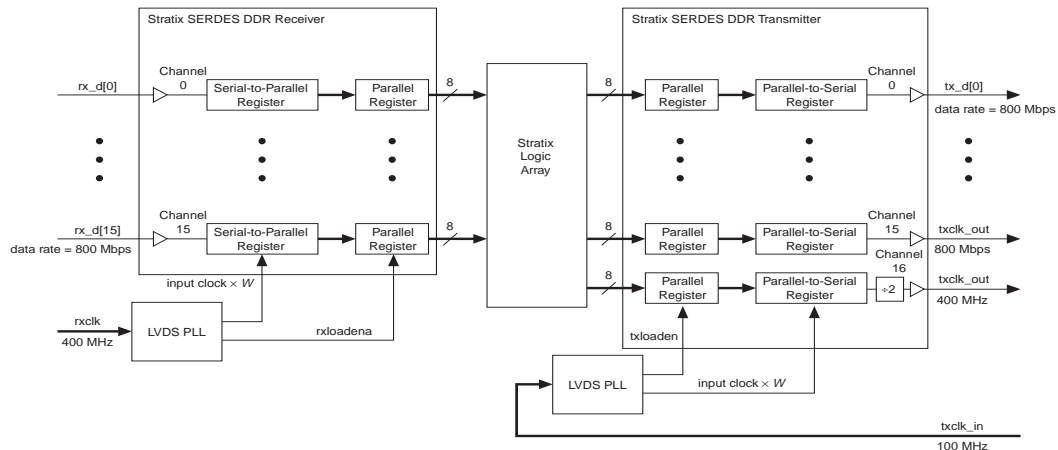 Stratix SERDES DDR Receiver
Stratix SERDES DDR Transmitter
rx_d[0]
Channel
0
Serial-to-Parallel
Register
Parallel
Register
8
8
Parallel
Register
Parallel-to-Serial
Register
Channel
0
tx_d[0]
data rate = 800 Mbps
Stratix
Logic
Array
rx_d[15]
data rate = 800 Mbps
Channel
15
Serial-to-Parallel
Register
Parallel
Register
8
8
Parallel
Register
Parallel-to-Serial
Register
Channel
15
txclk_out
800 Mbps
input clock × W
8
Parallel
Register
Parallel-to-Serial
Register
Channel
16
÷2
txclk_out
400 MHz
rxclk
400 MHz
LVDS PLL
rxloadena
txloaden
LVDS PLL
input clock × W
txclk_in
100 MHz